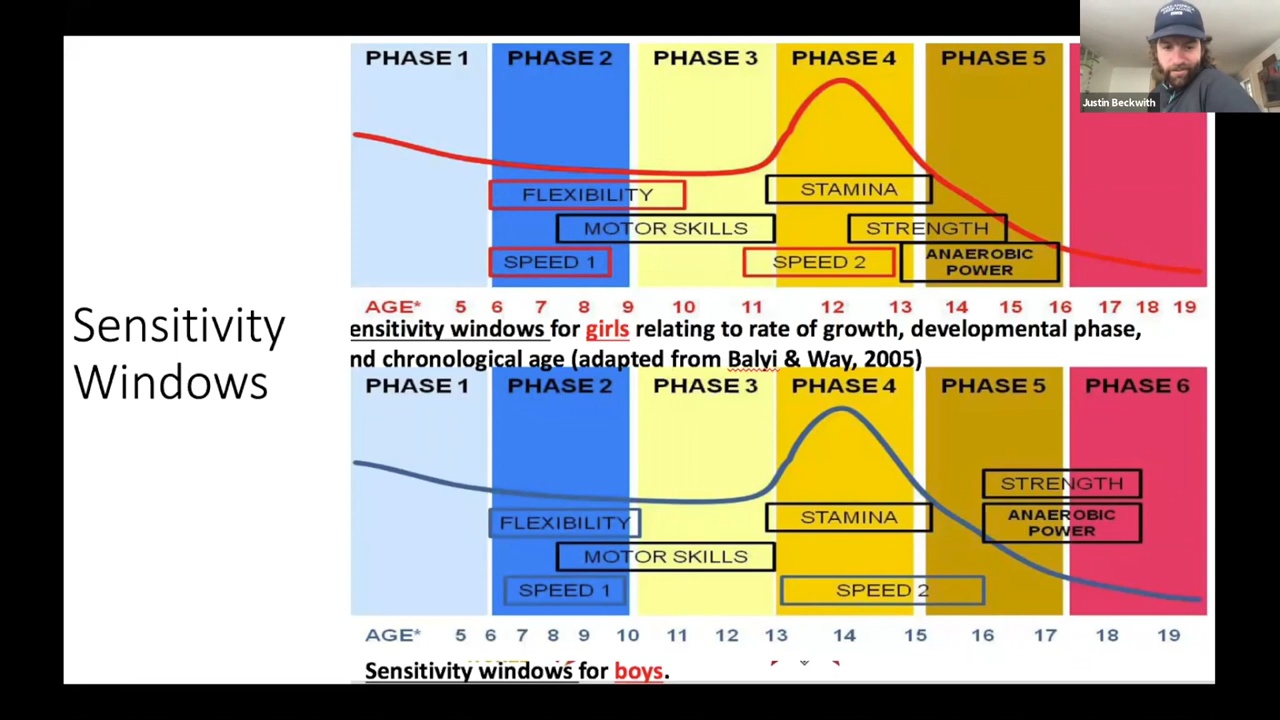 Sensitivity
Windows
PHASE 1 PHASE 2 PHASE 3 PHASE 4 PHASE 5
Justin Beckwith
FLEXIBILITY STAMINA
MOTOR SKILLS STRENGTH
SPEED 1 SPEED 2 ANAEROBIC
POWER
AGE* 5 6 7 8 9 10 11 12 13 14 15 16 17 18 19
ensitivity windows for girls relating to rate of growth, developmental phase,
nd chronological age (adapted from Balyi & Way, 2005)
PHASE 1 PHASE 2 PHASE 3 PHASE 4 PHASE 5 PHASE 6
STRENGTH
FLEXIBILITY STAMINA ANAEROBIC
POWER
MOTOR SKILLS
SPEED 1 SPEED 2
AGE* 5 6 7 8 9 10 11 12 13 14 15 16 17 18 19
Sensitivity windows for boys.